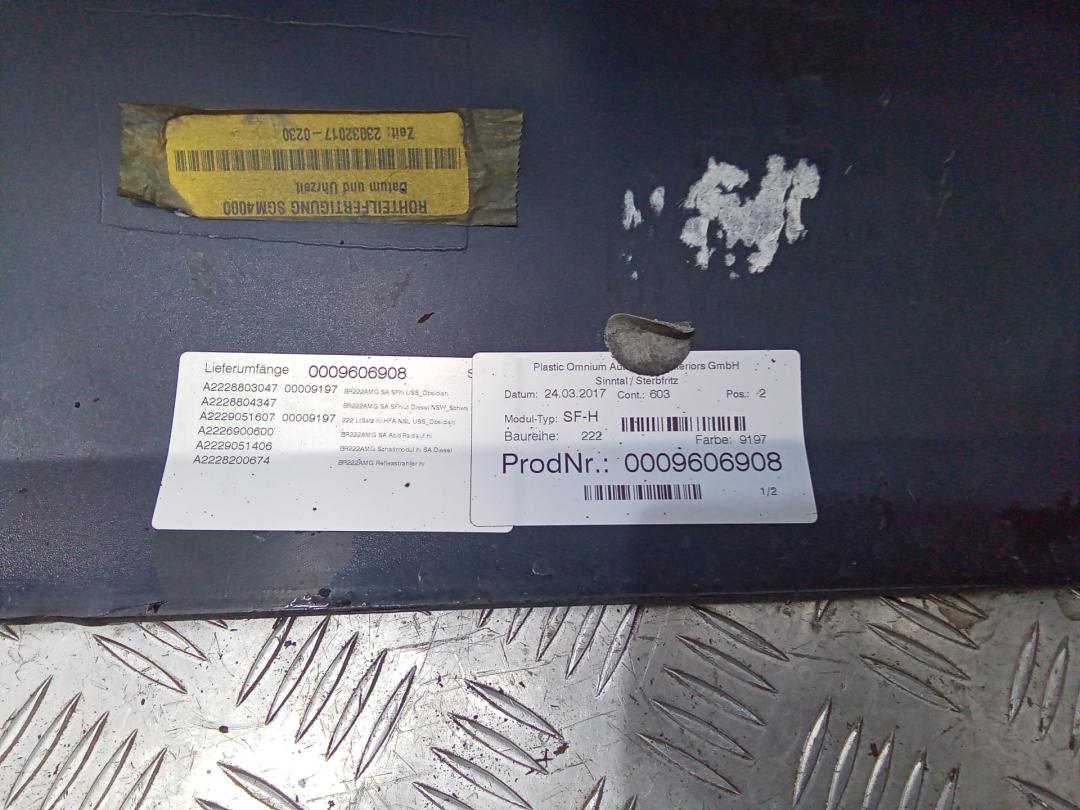 ROHTEILFERTIGUNG SGM4000
Datum und Uhrzeit
Zeit: 23032017-0230
Lieferumfänge 0009606908
A2228803047 00009197 BR222AMG SA SFhi USS_Obsidian
A2228804347 BR222AMG SA SFhiut Diesel NSW_Schwa
A2229051607 00009197 222 LtSatz hi HFA NSL USS_Obsidian
A2226900600 BR222AMG SA Abd Radlauf hi
A2229051406 BR222AMG Schaltmodul hi SA Diesel
A2228200674 BR222AMG Reflexstrahler hi
Plastic Omnium Au eriors GmbH
Sinntal / Sterbfritz
Datum: 24.03.2017 Cont.: 603 Pos.: 2
Modul-Typ: SF-H
Baureihe: 222 Farbe: 9197
ProdNr.: 0009606908
1/2